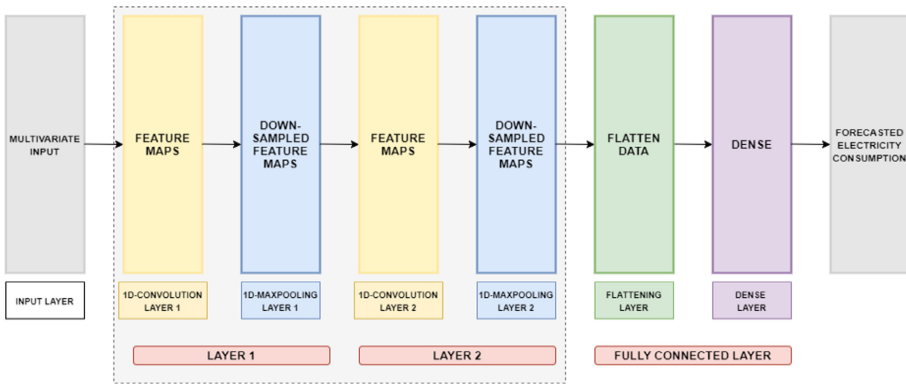 MULTIVARIATE
INPUT
FEATURE
MAPS
DOWN-
SAMPLED
FEATURE
MAPS
FEATURE
MAPS
DOWN-
SAMPLED
FEATURE
MAPS
FLATTEN
DATA
DENSE
FORECASTED
ELECTRICITY
CONSUMPTION
INPUT LAYER
1D-CONVOLUTION
LAYER 1
1D-MAXPOOLING
LAYER 1
1D-CONVOLUTION
LAYER 2
1D-MAXPOOLING
LAYER 2
FLATTENING
LAYER
DENSE
LAYER
LAYER 1
LAYER 2
FULLY CONNECTED LAYER